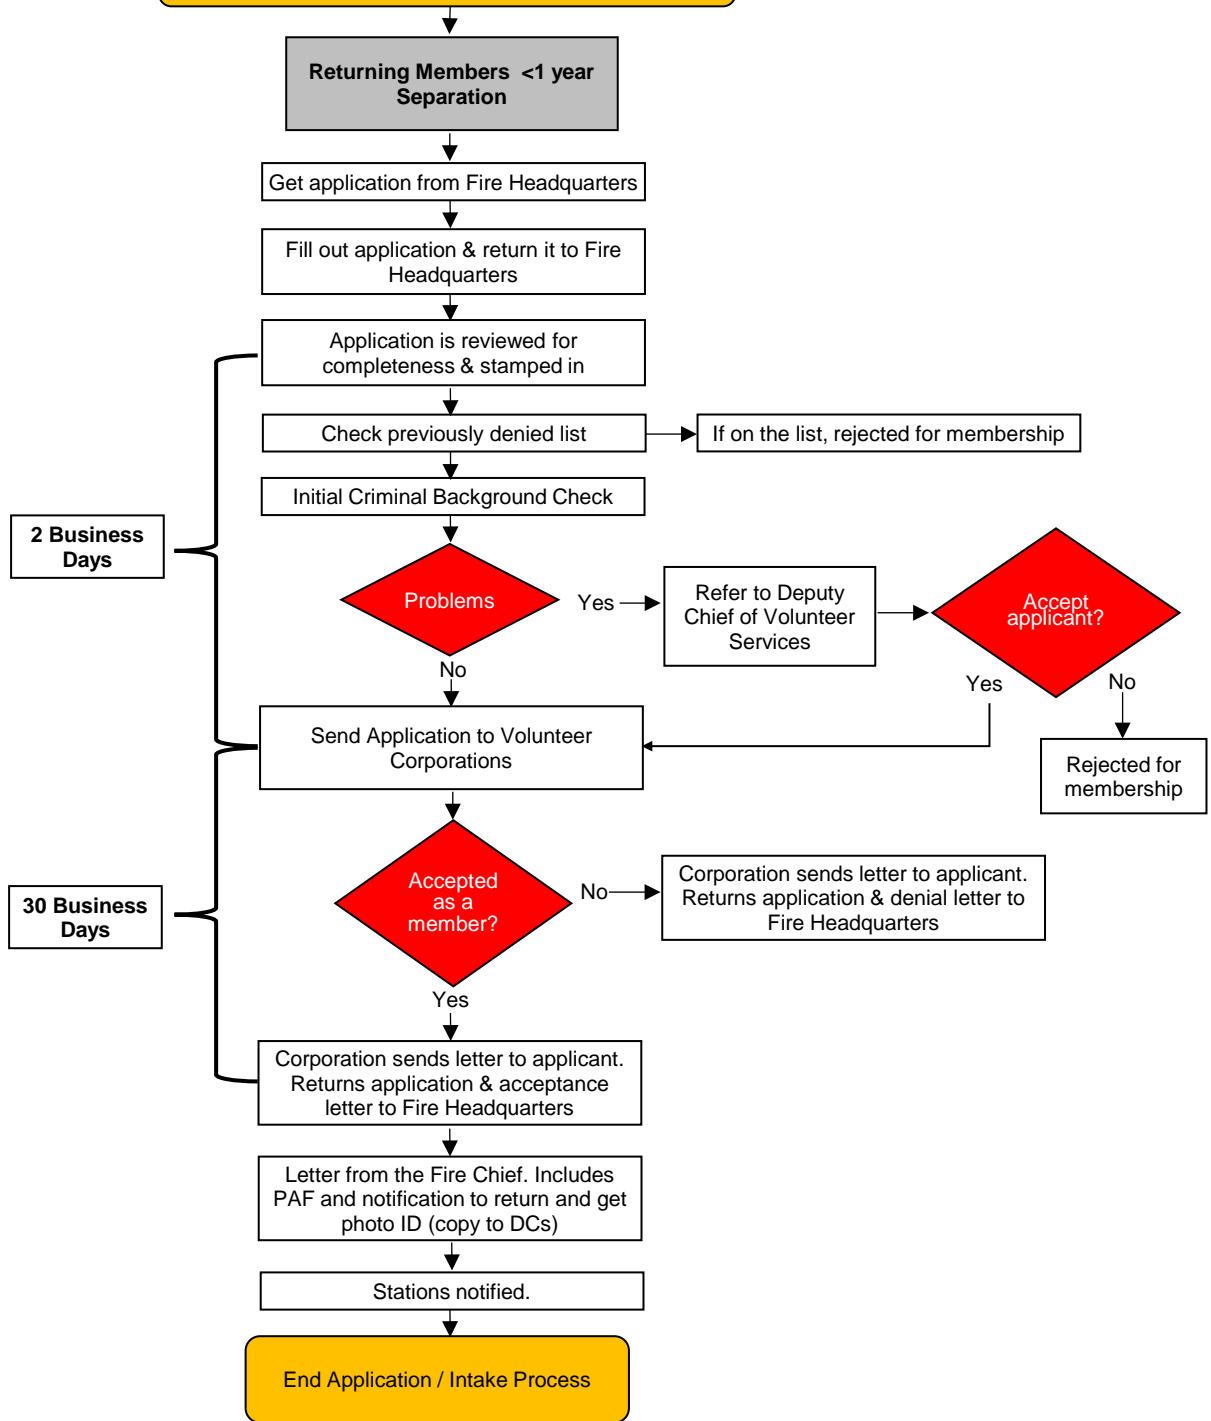 Returning Members <1 year
Separation
Get application from Fire Headquarters
Fill out application & return it to Fire
Headquarters
Application is reviewed for
completeness & stamped in
Check previously denied list
If on the list, rejected for membership
Initial Criminal Background Check
2 Business
Days
Problems
Yes
Refer to Deputy
Chief of Volunteer
Services
Accept
applicant?
No
Yes
No
Send Application to Volunteer
Corporations
Rejected for
membership
Accepted
as a
member?
No
Corporation sends letter to applicant.
Returns application & denial letter to
Fire Headquarters
30 Business
Days
Yes
Corporation sends letter to applicant.
Returns application & acceptance
letter to Fire Headquarters
Letter from the Fire Chief. Includes
PAF and notification to return and get
photo ID (copy to DCs)
Stations notified.
End Application / Intake Process